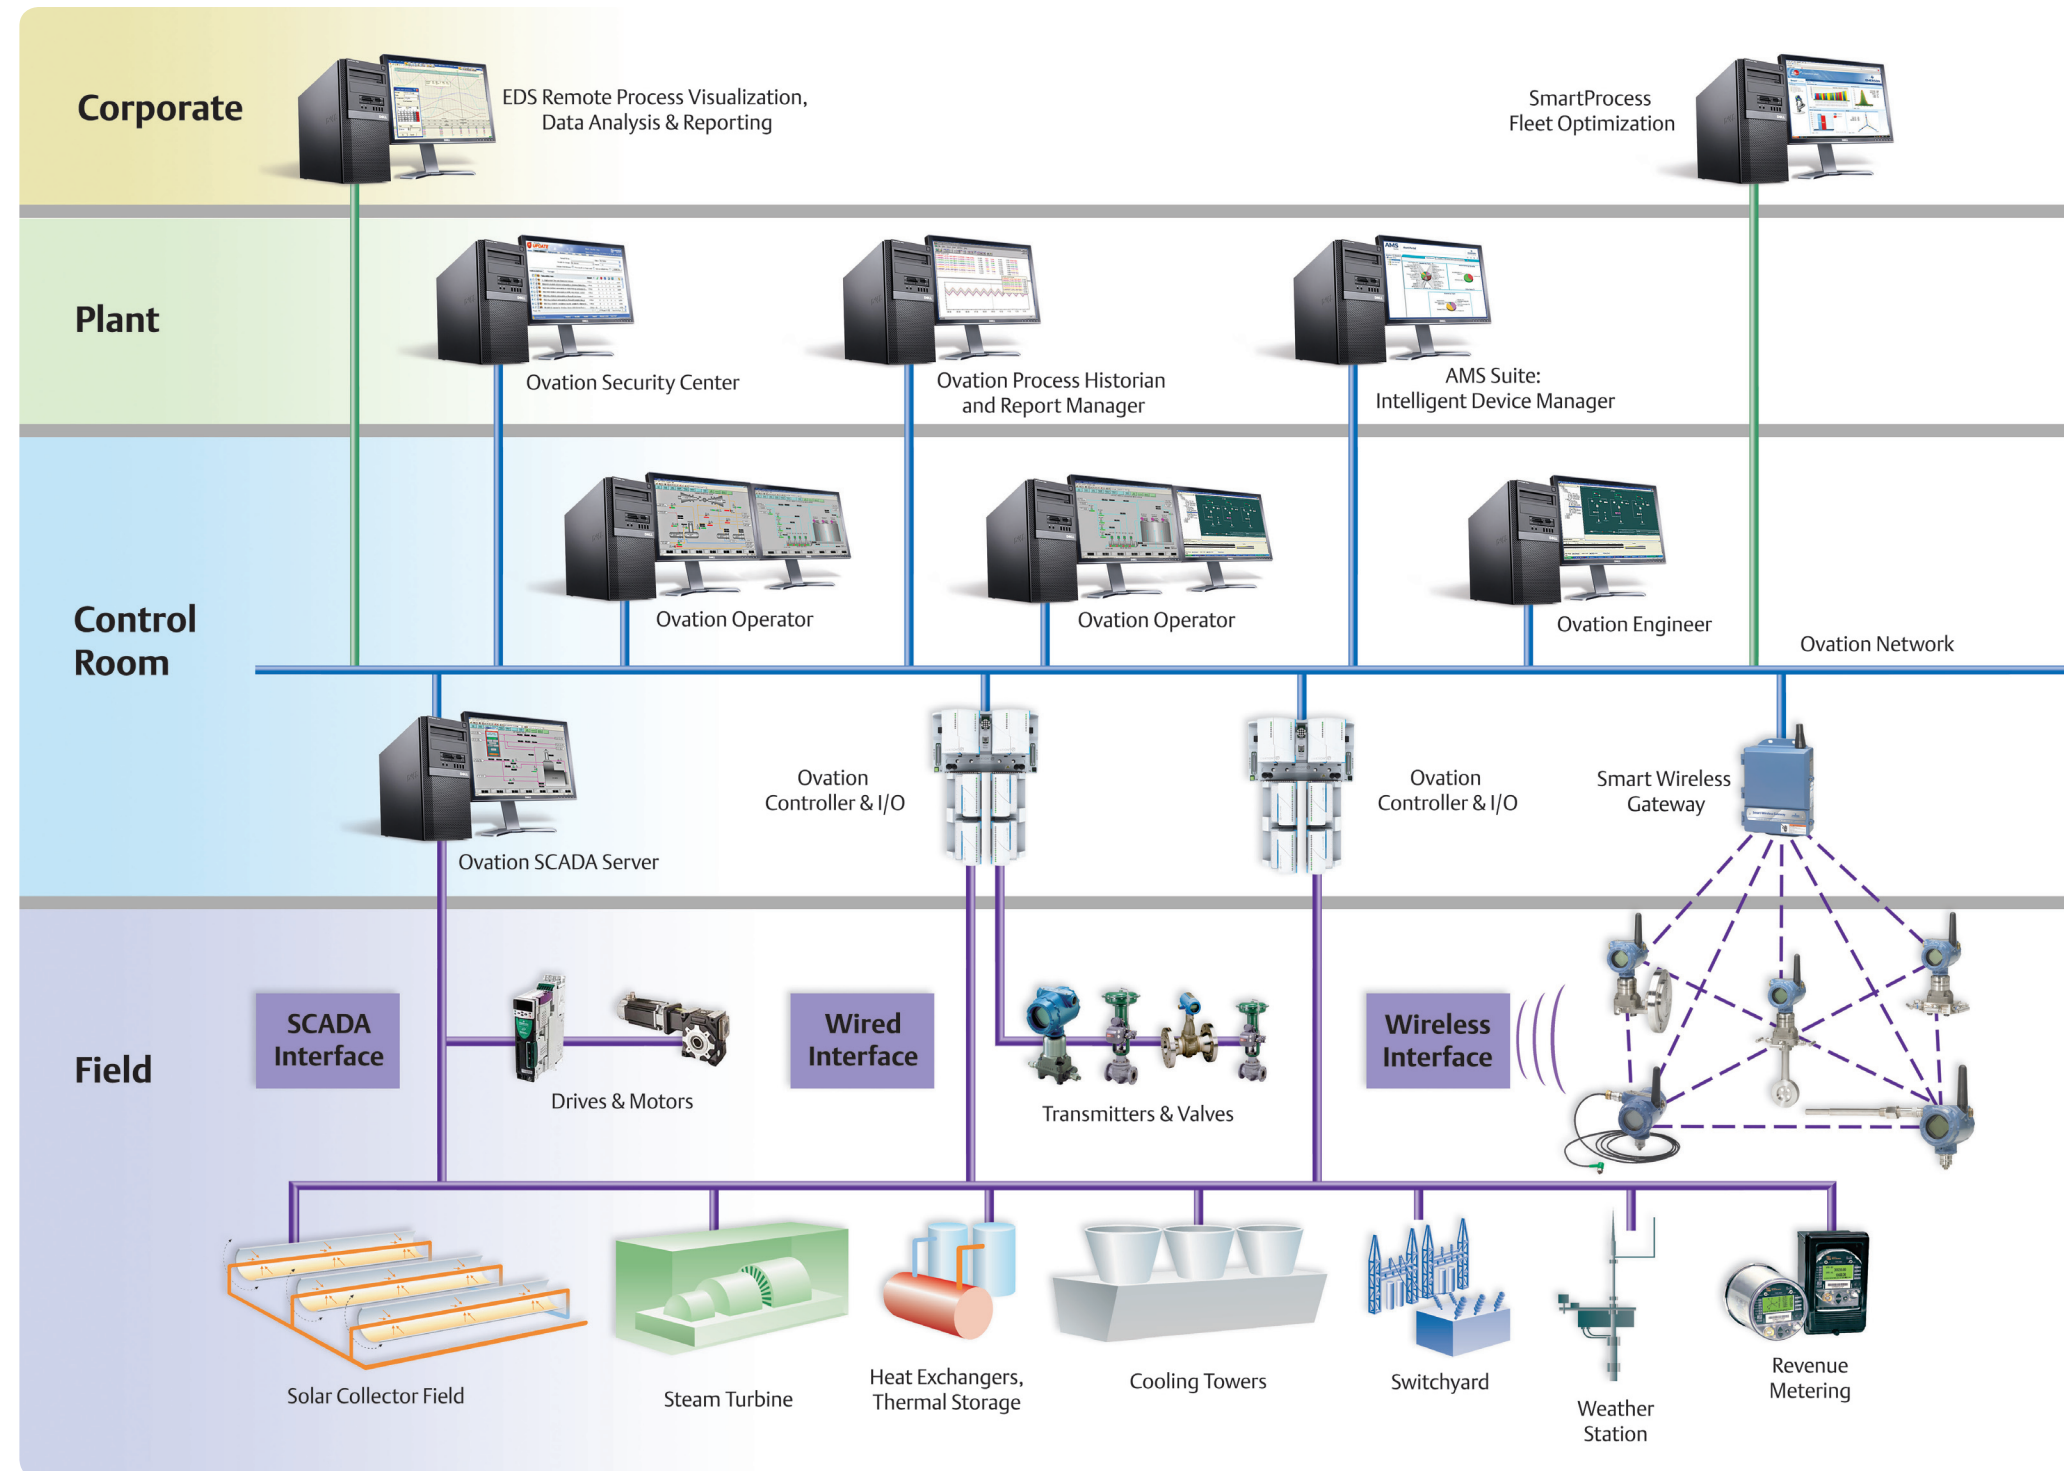 Corporate
EDS Remote Process Visualization,
Data Analysis & Reporting
SmartProcess
Fleet Optimization
Plant
Ovation Security Center
Ovation Process Historian
and Report Manager
AMS Suite:
Intelligent Device Manager
Control
Room
Ovation Operator
Ovation Operator
Ovation Engineer
Ovation Network
Ovation SCADA Server
Ovation
Controller & I/O
Ovation
Controller & I/O
Smart Wireless
Gateway
Field
SCADA
Interface
Drives & Motors
Wired
Interface
Transmitters & Valves
Wireless
Interface
Solar Collector Field
Steam Turbine
Heat Exchangers,
Thermal Storage
Cooling Towers
Switchyard
Weather
Station
Revenue
Metering